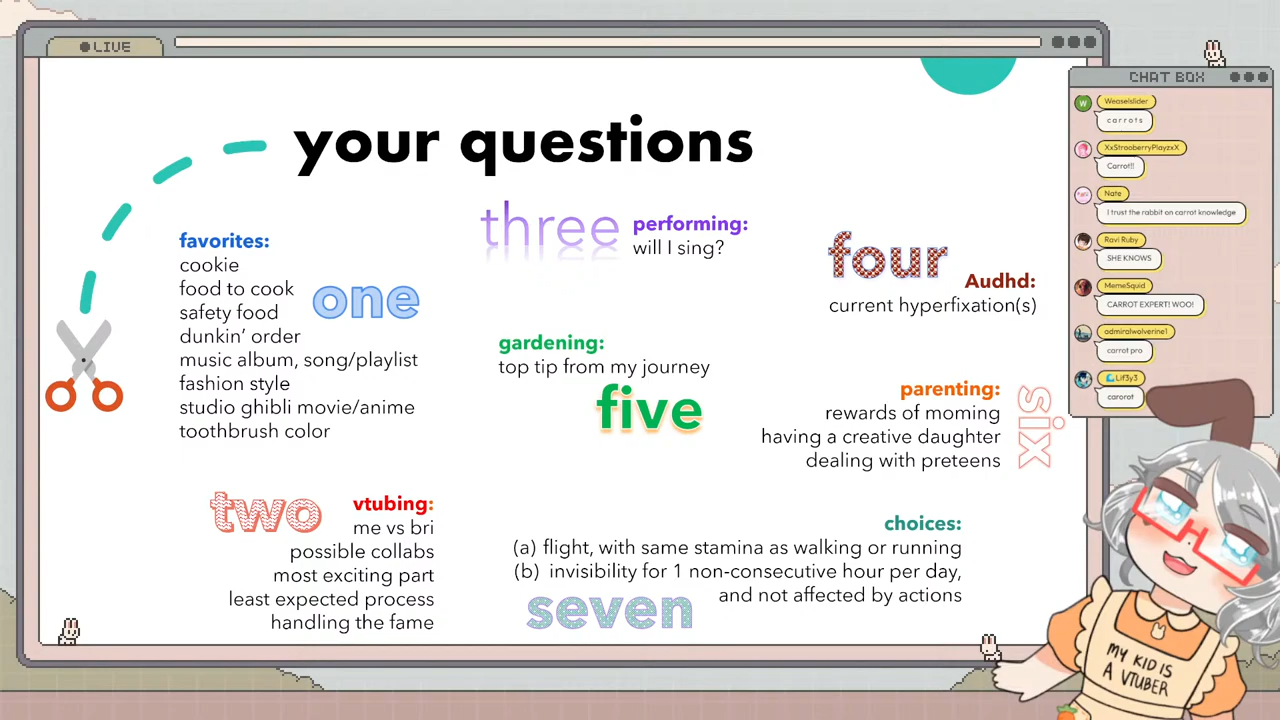 LIVE
your questions
favorites:
cookie
food to cook
safety food
dunkin’ order
music album, song/playlist
fashion style
studio ghibli movie/anime
toothbrush color
one
two
vtubing:
me vs bri
possible collabs
most exciting part
least expected process
handling the fame
three
performing:
will I sing?
four
Audhd:
current hyperfixation(s)
gardening:
top tip from my journey
five
parenting:
rewards of moming
having a creative daughter
dealing with preteens
six
choices:
(a) flight, with same stamina as walking or running
(b) invisibility for 1 non-consecutive hour per day,
and not affected by actions
seven
CHAT BOX
W
Weaselslider
carrots
XxStrooberryPlayzxX
Carrot!!
Nate
I trust the rabbit on carrot knowledge
Ravi Ruby
SHE KNOWS
MemeSquid
CARROT EXPERT! WOO!
admiralwolverine1
carrot pro
🌊Lif3y3
carorot
MY KID IS
A VTUBER